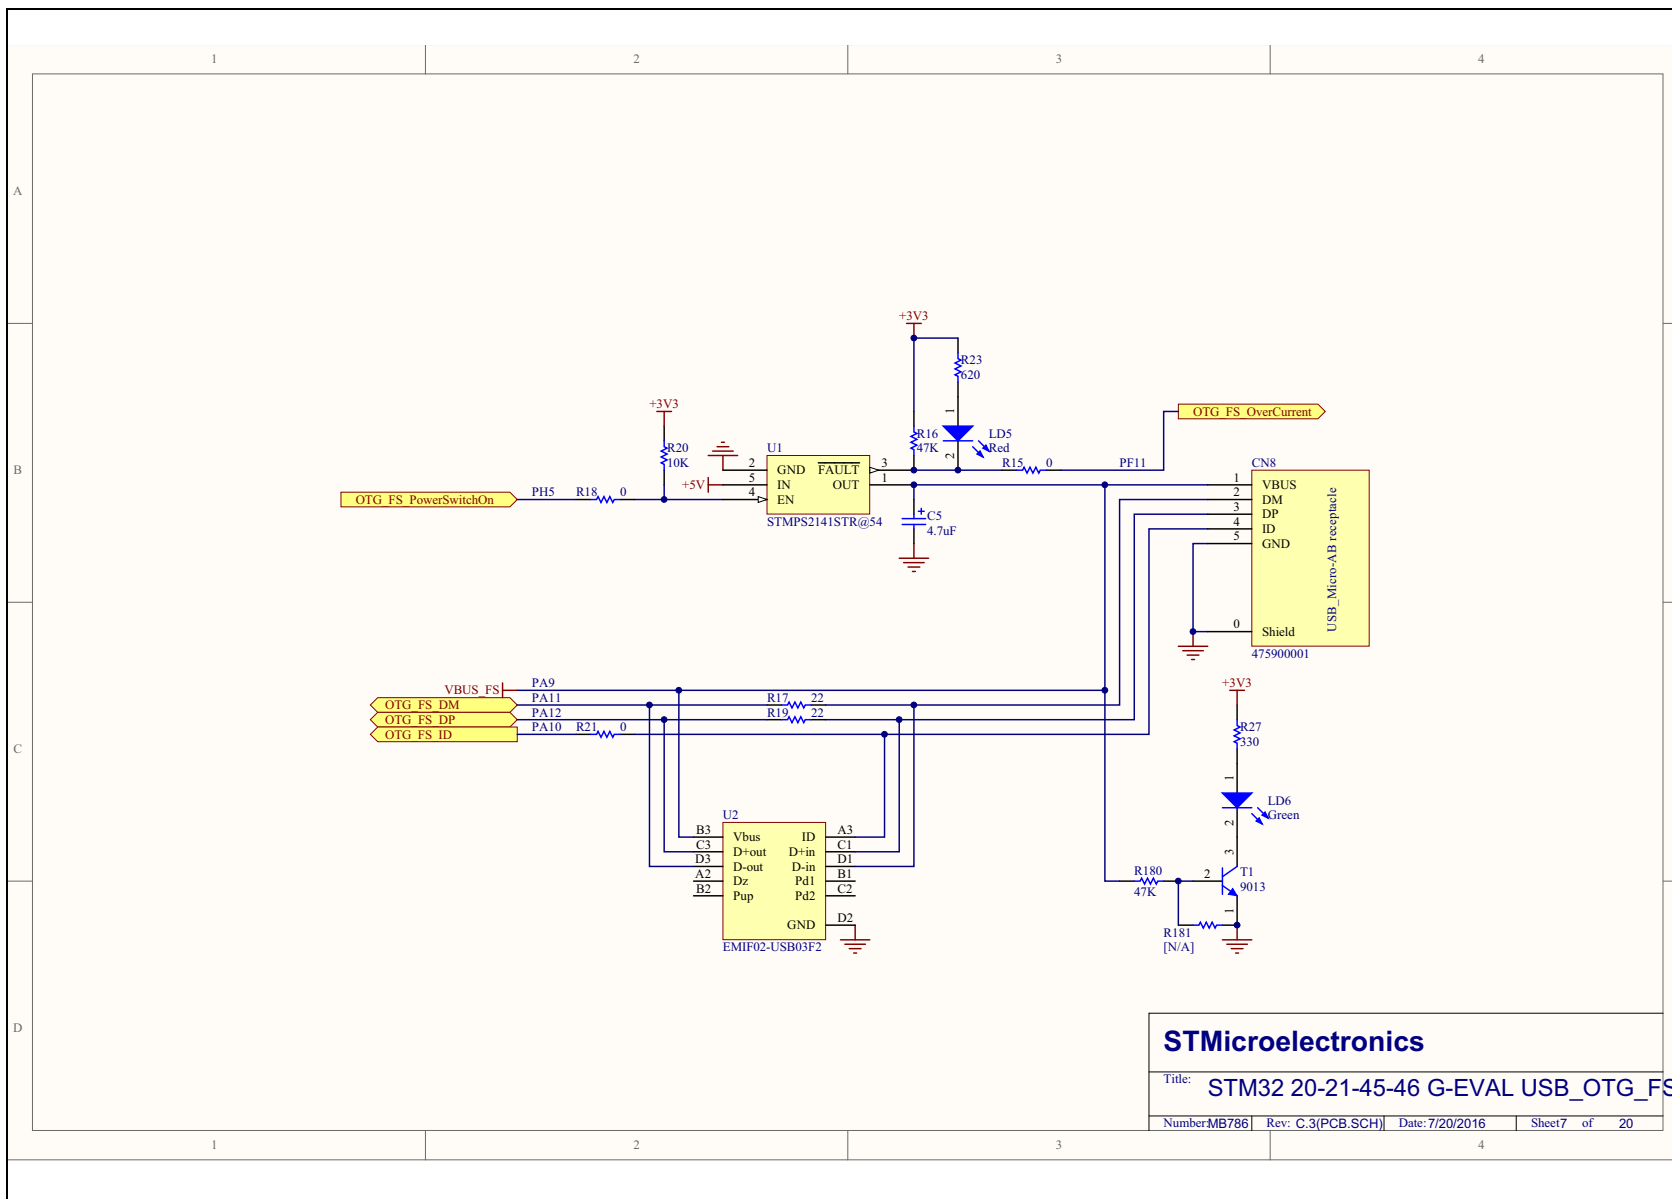 1 2 3 4
A
B
C
D
+3V3
R23
620
+3V3
R20
10K
R16
47K
1
2
LD5
Red
OTG_FS_OverCurrent
U1
2 GND
5 IN
4 EN
FAULT 3
OUT 1
STMPS2141STR@54
+5V
OTG_FS_PowerSwitchOn PH5 R18 0
R15 0 PF11
C5
4.7uF
CN8
1 VBUS
2 DM
3 DP
4 ID
5 GND
0 Shield
USB_Micro-AB receptacle
475900001
VBUS_FS PA9
OTG_FS_DM PA11 R17 22
OTG_FS_DP PA12 R19 22
OTG_FS_ID PA10 R21 0
+3V3
R27
330
1
2
LD6
Green
U2
B3 Vbus ID A3
C3 D+out D+in C1
D3 D-out D-in D1
A2 Dz Pd1 B1
B2 Pup Pd2 C2
GND D2
EMIF02-USB03F2
R180
47K
3
2
1
T1
9013
R181
[N/A]
STMicroelectronics
Title: STM32 20-21-45-46 G-EVAL USB_OTG_FS
Number:MB786 Rev: C.3(PCB.SCH) Date:7/20/2016 Sheet7 of 20
1 2 3 4